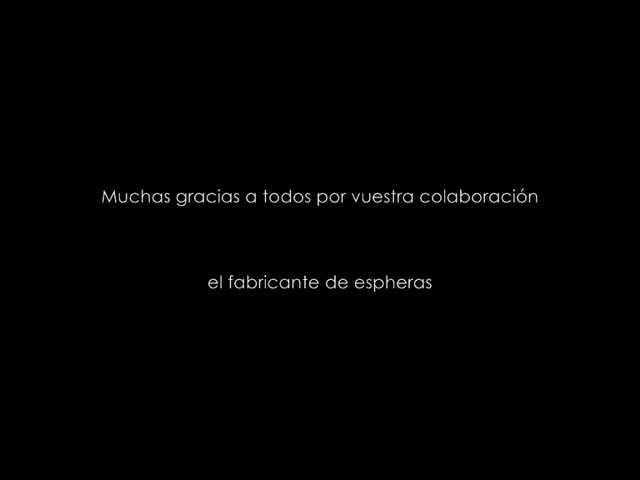 Muchas gracias a todos por vuestra colaboración
el fabricante de espheras